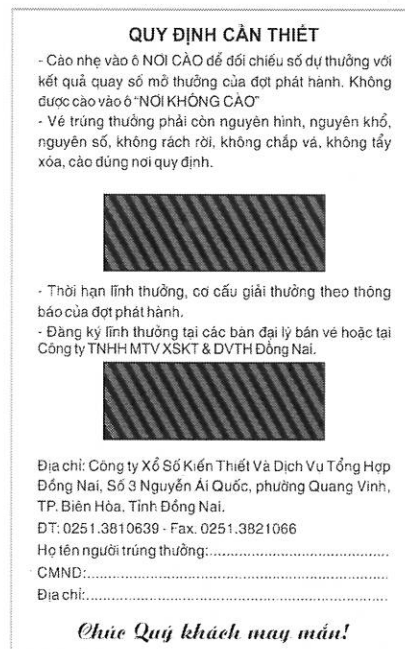 QUY ĐỊNH CẦN THIẾT
- Cào nhẹ vào ô NƠI CÀO để đối chiếu số dự thưởng với
kết quả quay số mở thưởng của đợt phát hành. Không
được cào vào ô “NƠI KHÔNG CÀO”
- Vé trúng thưởng phải còn nguyên hình, nguyên khổ,
nguyên số, không rách rời, không chắp vá, không tẩy
xóa, cào đúng nơi quy định.
- Thời hạn lĩnh thưởng, cơ cấu giải thưởng theo thông
báo của đợt phát hành.
- Đăng ký lĩnh thưởng tại các bàn đại lý bán vé hoặc tại
Công ty TNHH MTV XSKT & DVTH Đồng Nai.
Địa chỉ: Công ty Xổ Số Kiến Thiết Và Dịch Vụ Tổng Hợp
Đồng Nai, Số 3 Nguyễn Ái Quốc, phường Quang Vinh,
TP. Biên Hòa, Tỉnh Đồng Nai.
ĐT: 0251.3810639 - Fax. 0251.3821066
Họ tên người trúng thưởng:..........................................
CMND:......................................................................
Địa chỉ:......................................................................
Chúc Quý khách may mắn!